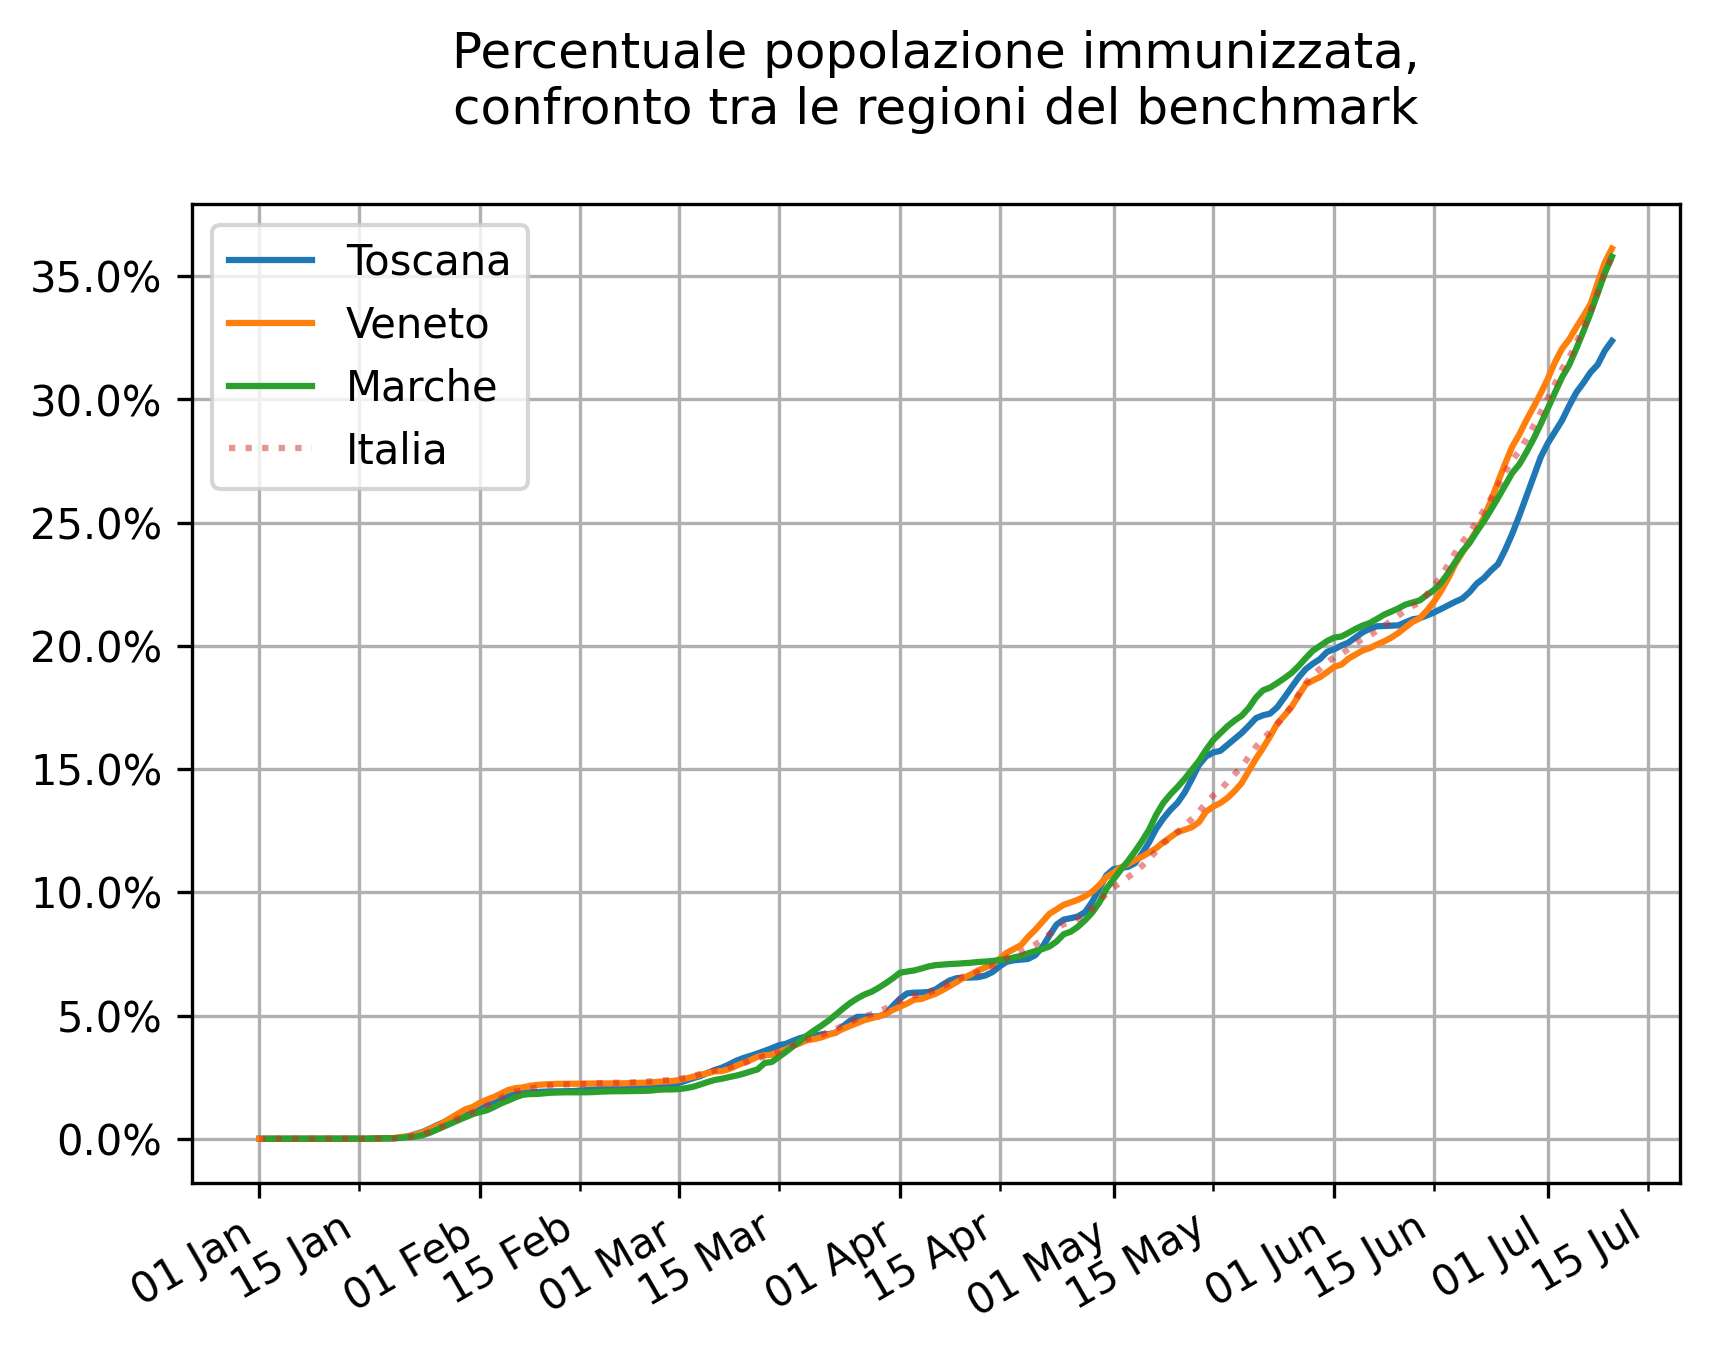 Percentuale popolazione immunizzata,
confronto tra le regioni del benchmark
Toscana
Veneto
Marche
Italia
35.0%
30.0%
25.0%
20.0%
15.0%
10.0%
5.0%
0.0%
01 Jan
15 Jan
01 Feb
15 Feb
01 Mar
15 Mar
01 Apr
15 Apr
01 May
15 May
01 Jun
15 Jun
01 Jul
15 Jul